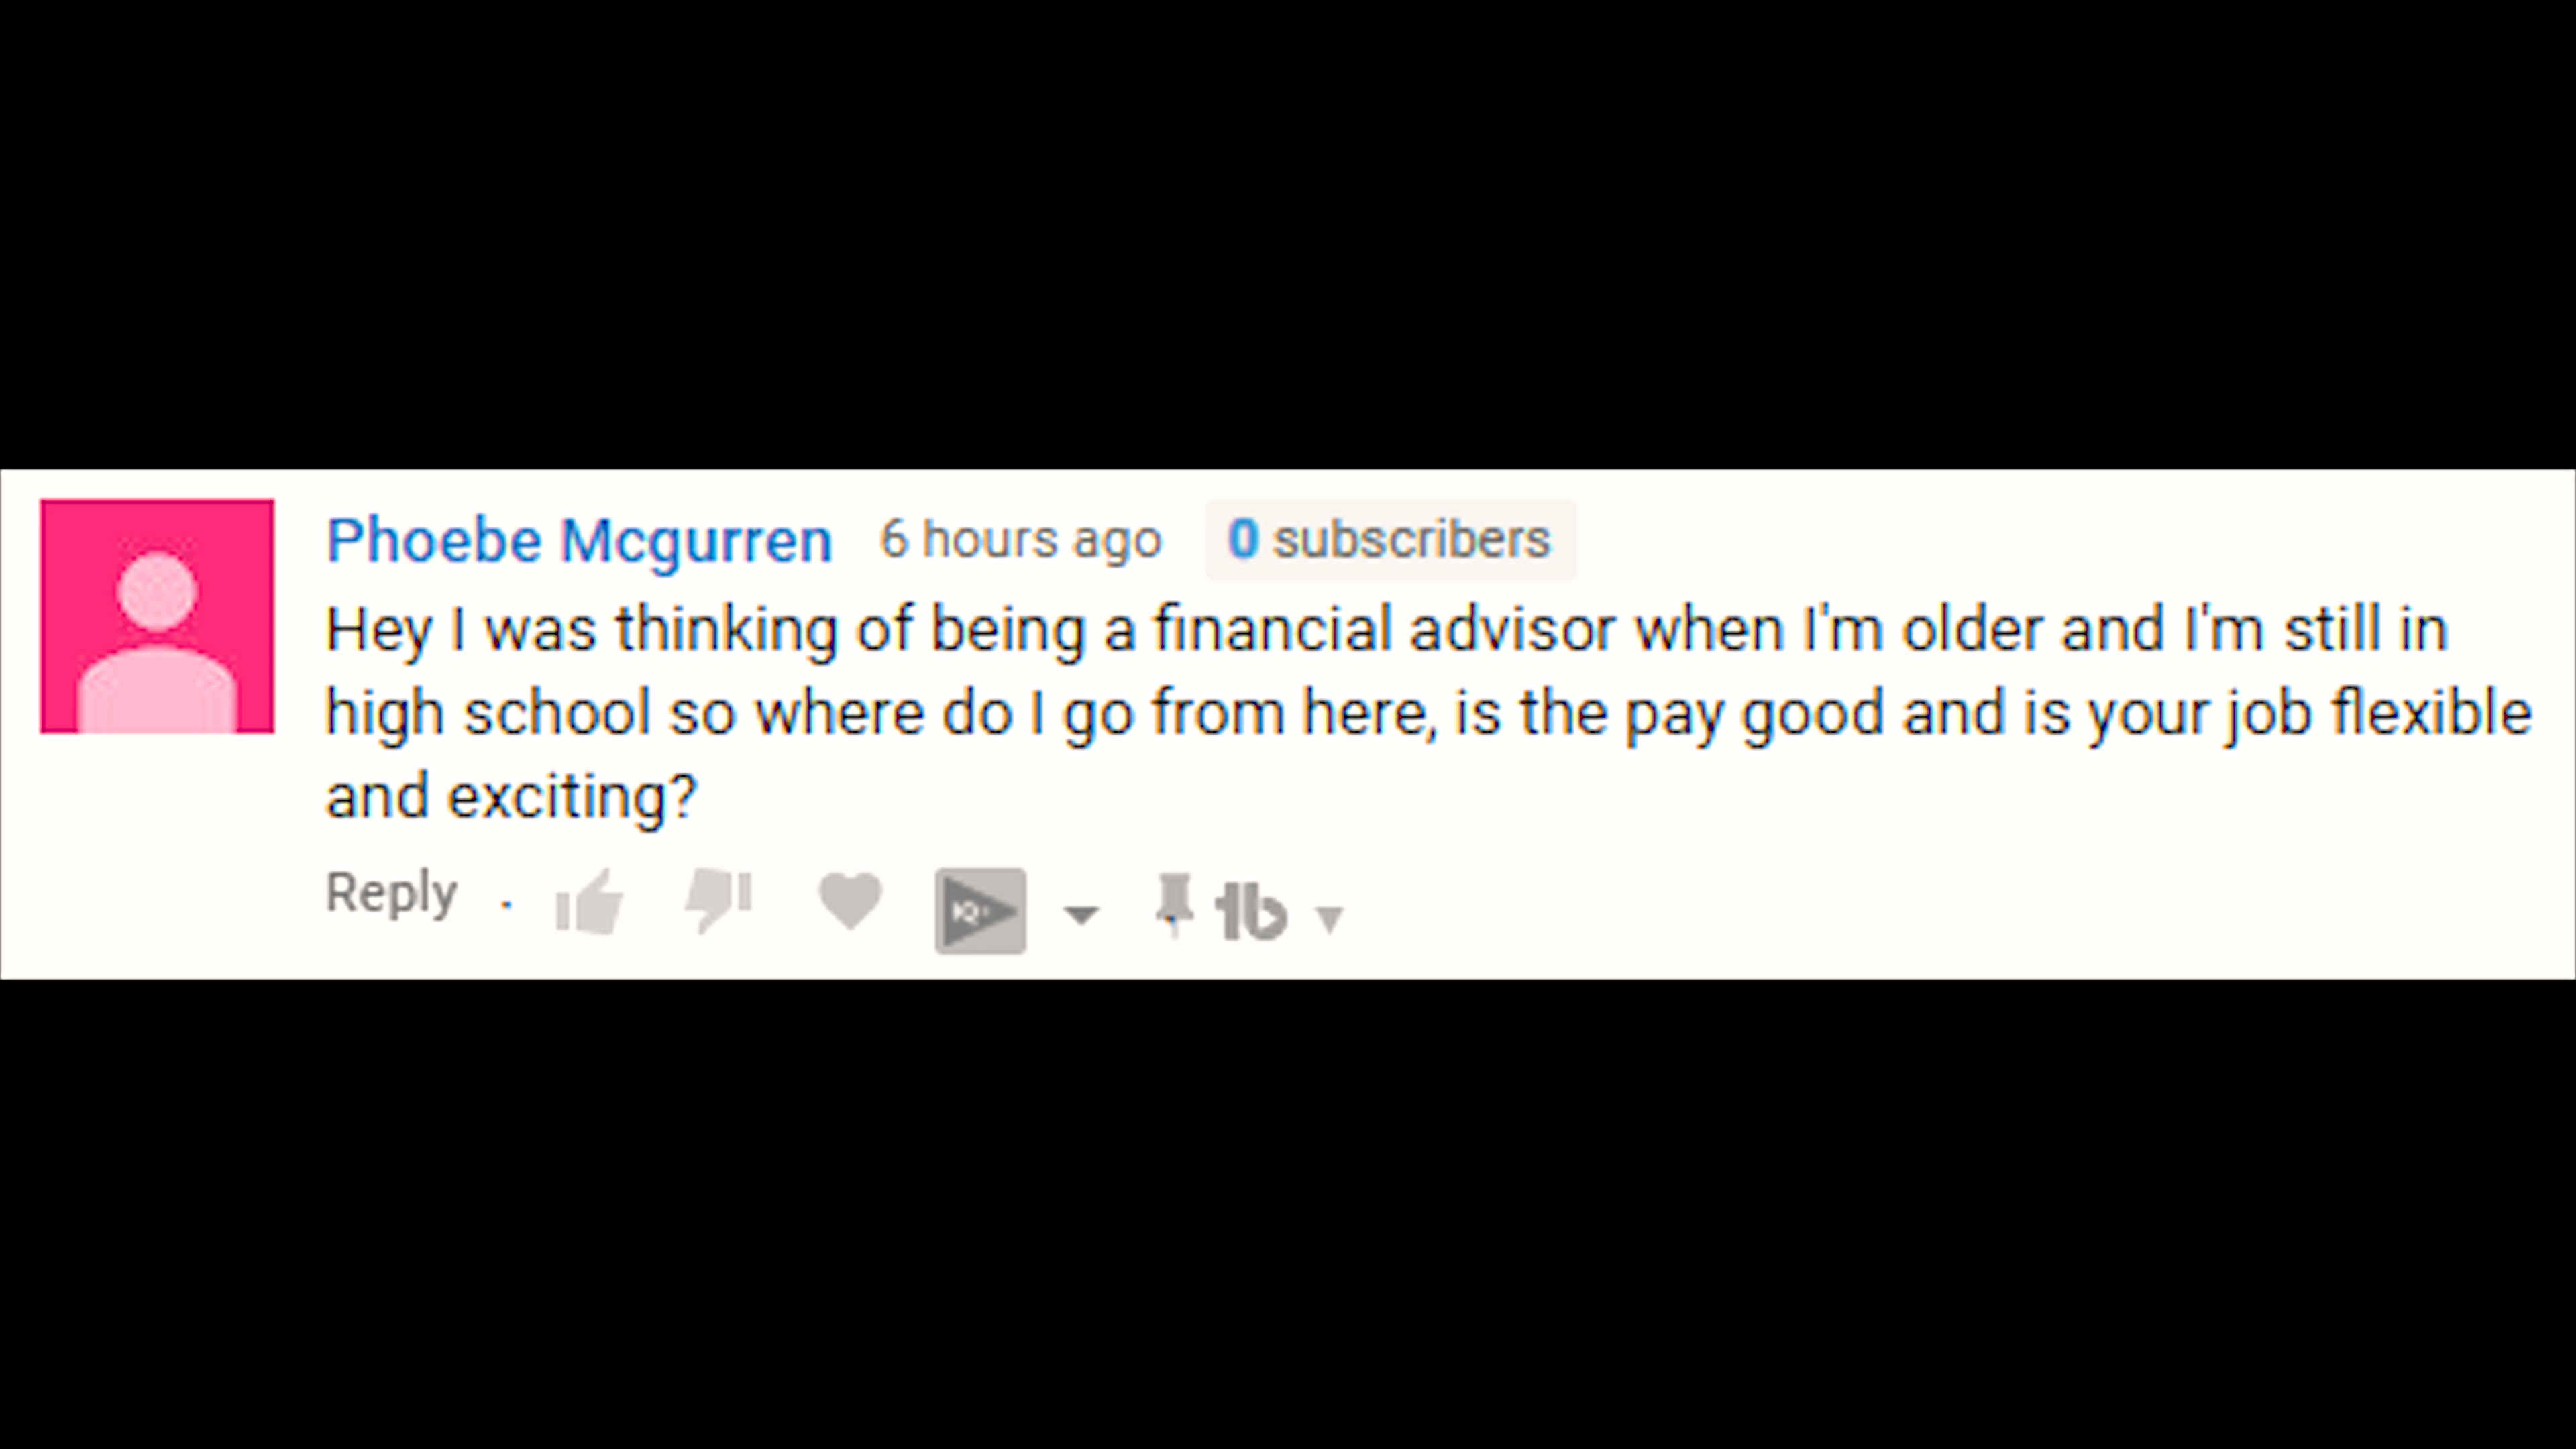 Phoebe Mcgurren 6 hours ago 0 subscribers
Hey I was thinking of being a financial advisor when I'm older and I'm still in
high school so where do I go from here, is the pay good and is your job flexible
and exciting?
Reply . IQ tb